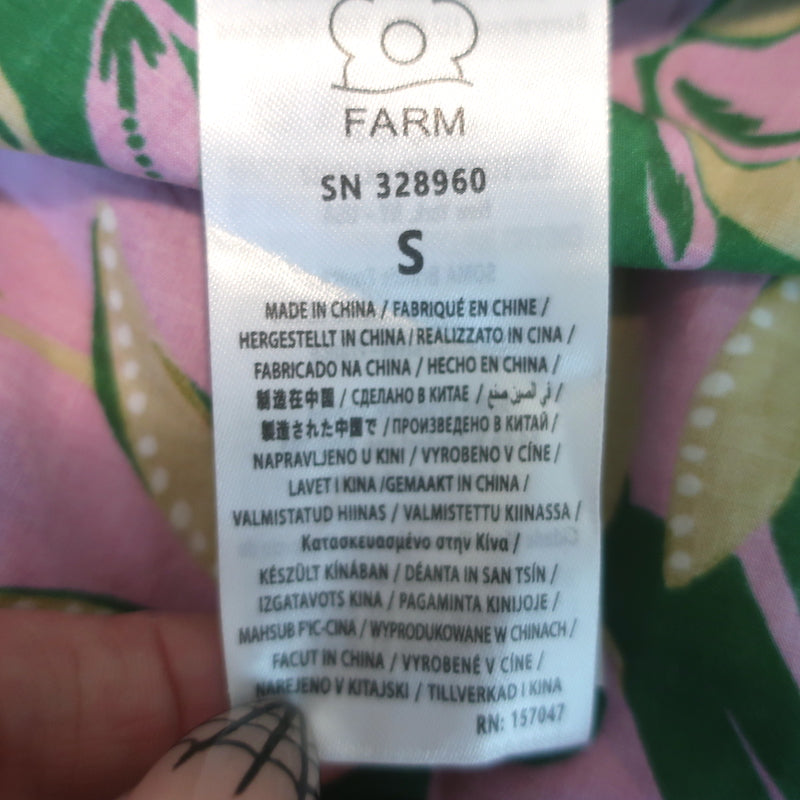 FARM
SN 328960
S
MADE IN CHINA / FABRIQUÉ EN CHINE /
HERGESTELLT IN CHINA / REALIZZATO IN CINA /
FABRICADO NA CHINA / HECHO EN CHINA /
製造在中国 / СДЕЛАНО В КИТАЕ / في الصين صنع /
製造された中国で / ПРОИЗВЕДЕНО В КИТАЙ /
NAPRAVLJENO U KINI / VYROBENO V CÍNE /
LAVET I KINA /GEMAAKT IN CHINA /
VALMISTATUD HIINAS / VALMISTETTU KIINASSA /
Κατασκευασμένο στην Κίνα /
KÉSZÜLT KÍNÁBAN / DÉANTA IN SAN TSÍN /
IZGATAVOTS KINA / PAGAMINTA KINIJOJE /
MAHSUB F'IC-CINA / WYPRODUKOWANE W CHINACH /
FACUT IN CHINA / VYROBENÉ V CÍNE /
NAREJENO V KITAJSKI / TILLVERKAD I KINA
RN: 157047